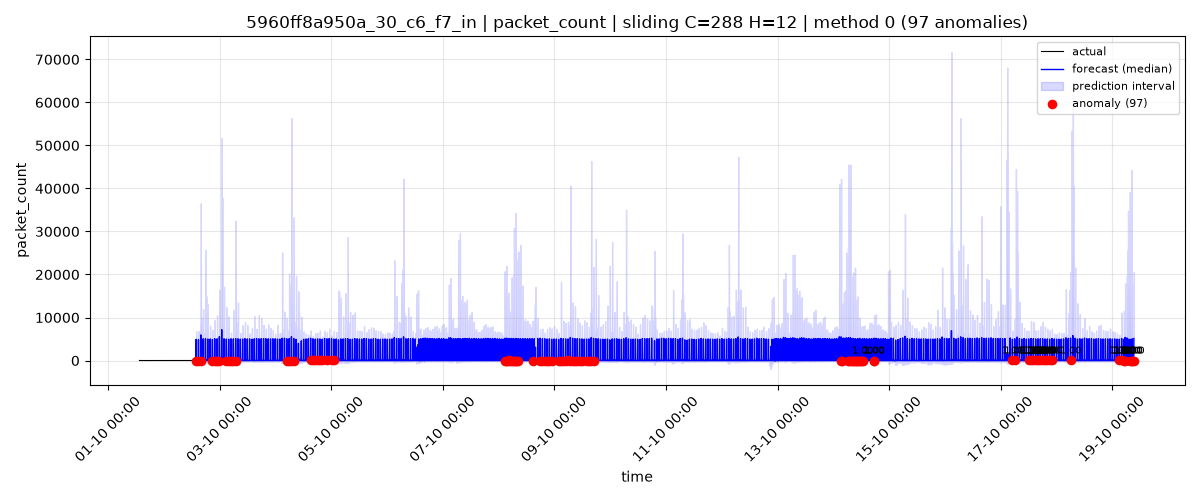 5960ff8a950a_30_c6_f7_in | packet_count | sliding C=288 H=12 | method 0 (97 anomalies)
actual
forecast (median)
prediction interval
anomaly (97)
packet_count
70000
60000
50000
40000
30000
20000
10000
0
01-10 00:00
03-10 00:00
05-10 00:00
07-10 00:00
09-10 00:00
11-10 00:00
13-10 00:00
15-10 00:00
17-10 00:00
19-10 00:00
time